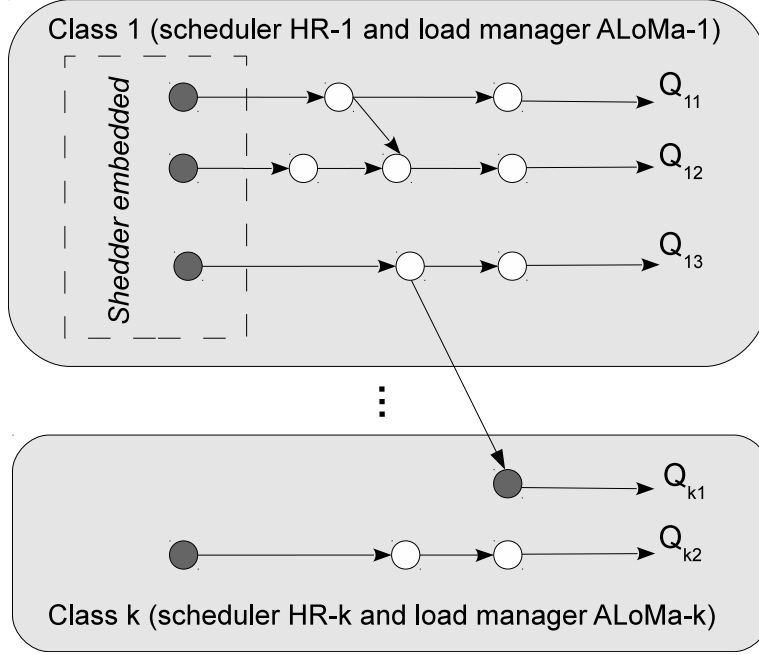 Class 1 (scheduler HR-1 and load manager ALoMa-1)
Shedder embedded
Q11
Q12
Q13
⋮
Qk1
Qk2
Class k (scheduler HR-k and load manager ALoMa-k)